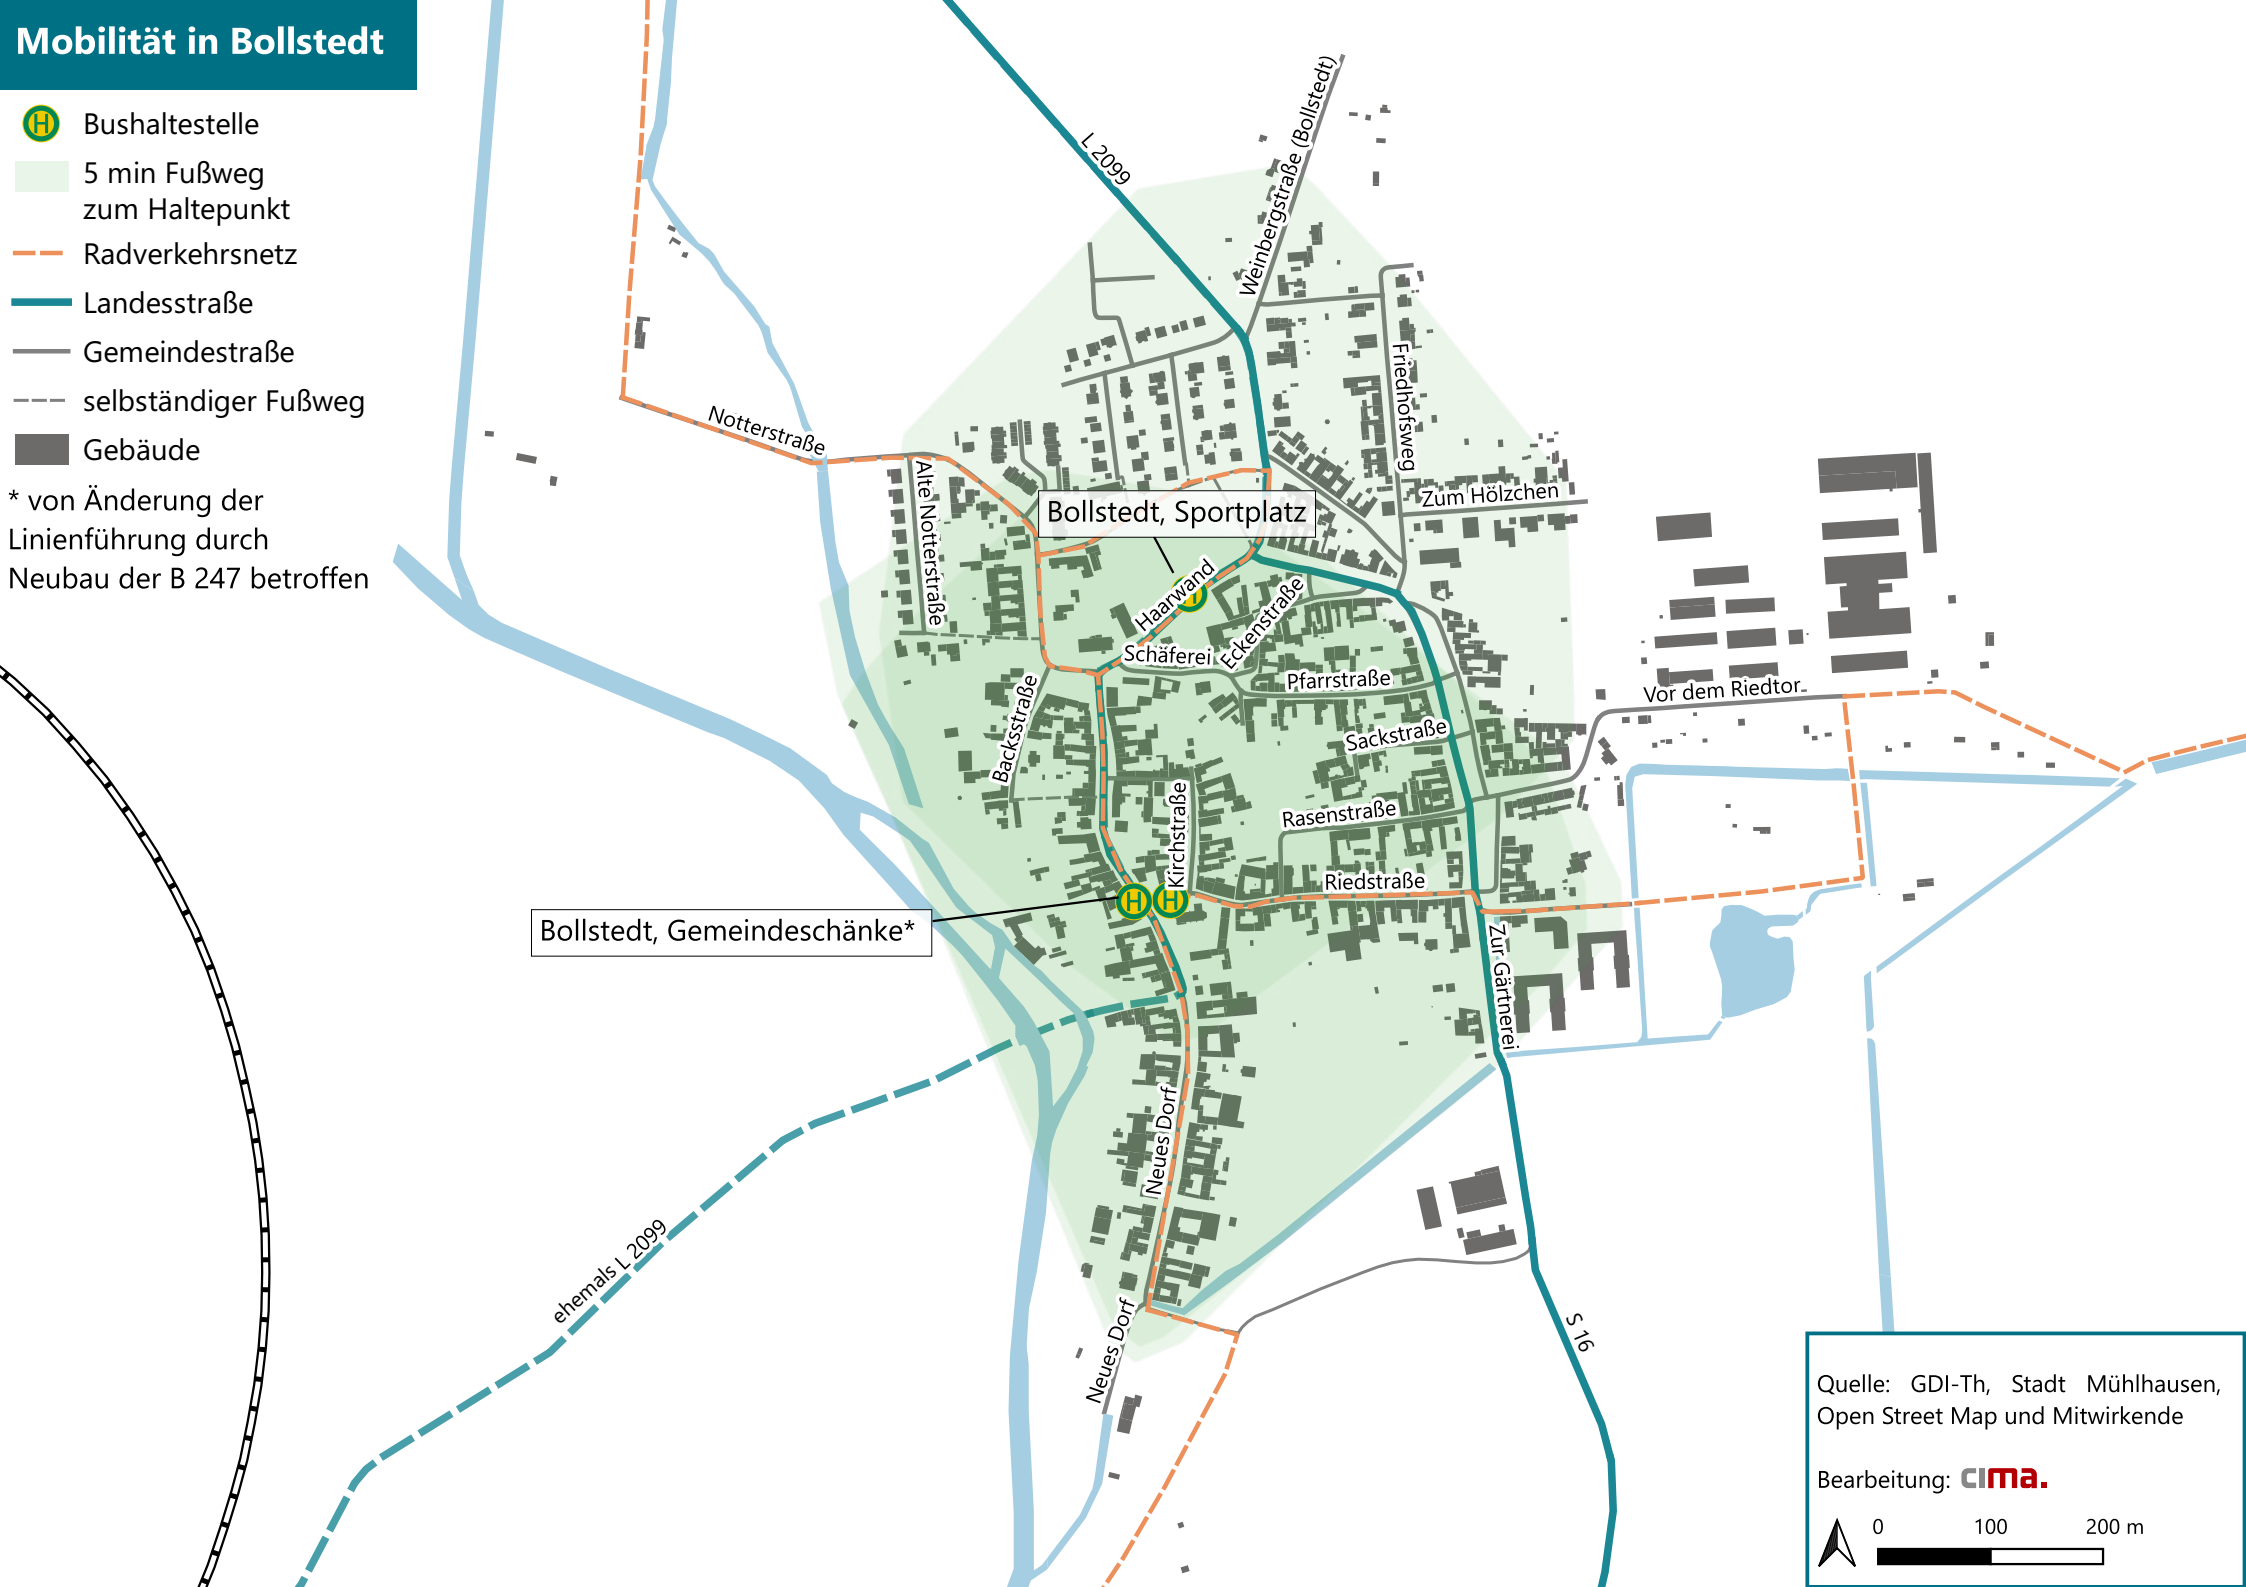 Mobilität in Bollstedt
H
Bushaltestelle
5 min Fußweg
zum Haltepunkt
Radverkehrsnetz
Landesstraße
Gemeindestraße
selbständiger Fußweg
Gebäude
* von Änderung der
Linienführung durch
Neubau der B 247 betroffen
L 2099
Weinbergstraße (Bollstedt)
Friedhofsweg
Notterstraße
Alte Notterstraße
Zum Hölzchen
Bollstedt, Sportplatz
Haarwand
H
Eckenstraße
Schäferei
Pfarrstraße
Backsstraße
Sackstraße
Vor dem Riedtor
Kirchstraße
Rasenstraße
Riedstraße
H
H
Bollstedt, Gemeindeschänke*
Zur Gärtnerei
Neues Dorf
ehemals L 2099
Neues Dorf
S 16
Quelle: GDI-Th, Stadt Mühlhausen,
Open Street Map und Mitwirkende
Bearbeitung: cima.
0 100 200 m